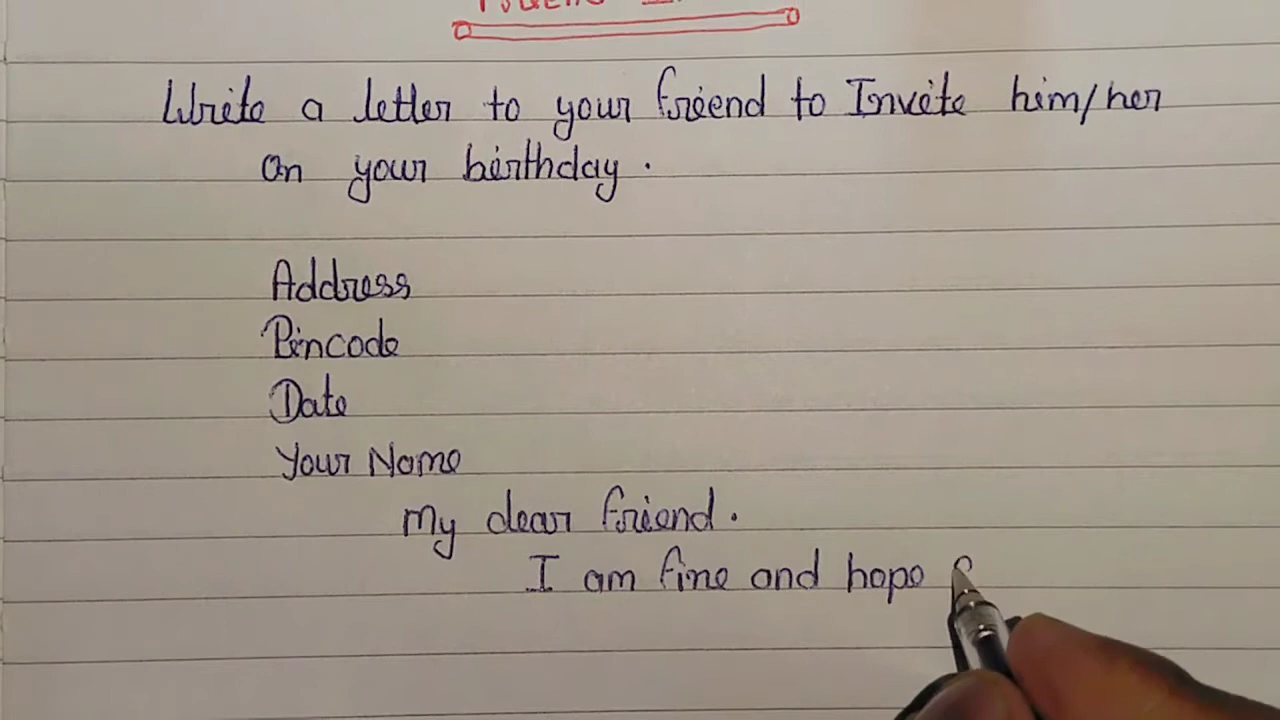 Write a letter to your friend to Invite him/her
on your birthday.
Address
Pincode
Date
Your Name
My dear friend.
I am fine and hope